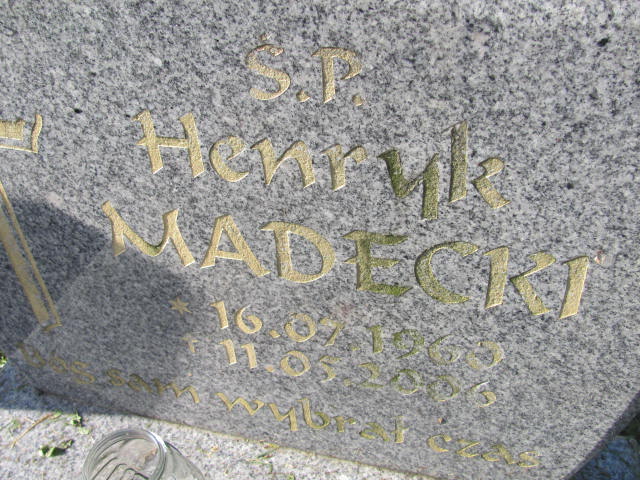 Ś.P.
Henryk
MADECKI
* 16.07.1960
† 11.05.2006
Bóg sam wybrał czas